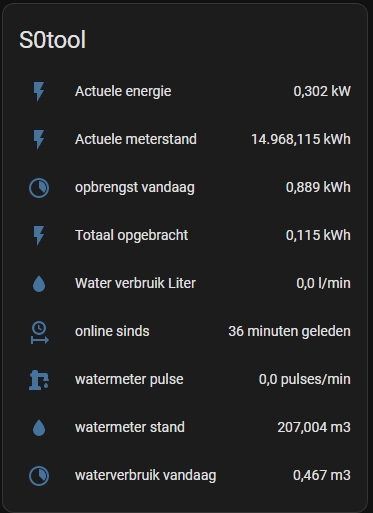 S0tool
Actuele energie 0,302 kW
Actuele meterstand 14.968,115 kWh
opbrengst vandaag 0,889 kWh
Totaal opgebracht 0,115 kWh
Water verbruik Liter 0,0 l/min
online sinds 36 minuten geleden
watermeter pulse 0,0 pulses/min
watermeter stand 207,004 m3
waterverbruik vandaag 0,467 m3